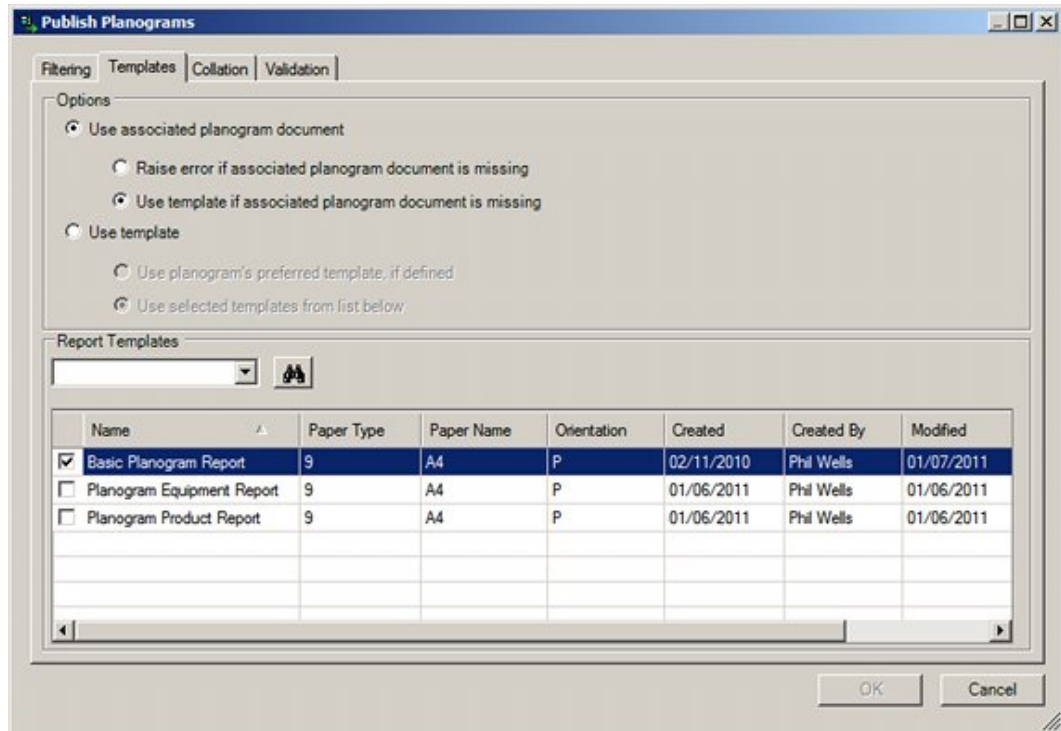 Publish Planograms
Filtering Templates Collation Validation
Options
Use associated planogram document
Raise error if associated planogram document is missing
Use template if associated planogram document is missing
Use template
Use planogram's preferred template, if defined
Use selected templates from list below
Report Templates
Name Paper Type Paper Name Orientation Created Created By Modified
Basic Planogram Report 9 A4 P 02/11/2010 Phil Wells 01/07/2011
Planogram Equipment Report 9 A4 P 01/06/2011 Phil Wells 01/06/2011
Planogram Product Report 9 A4 P 01/06/2011 Phil Wells 01/06/2011
OK Cancel